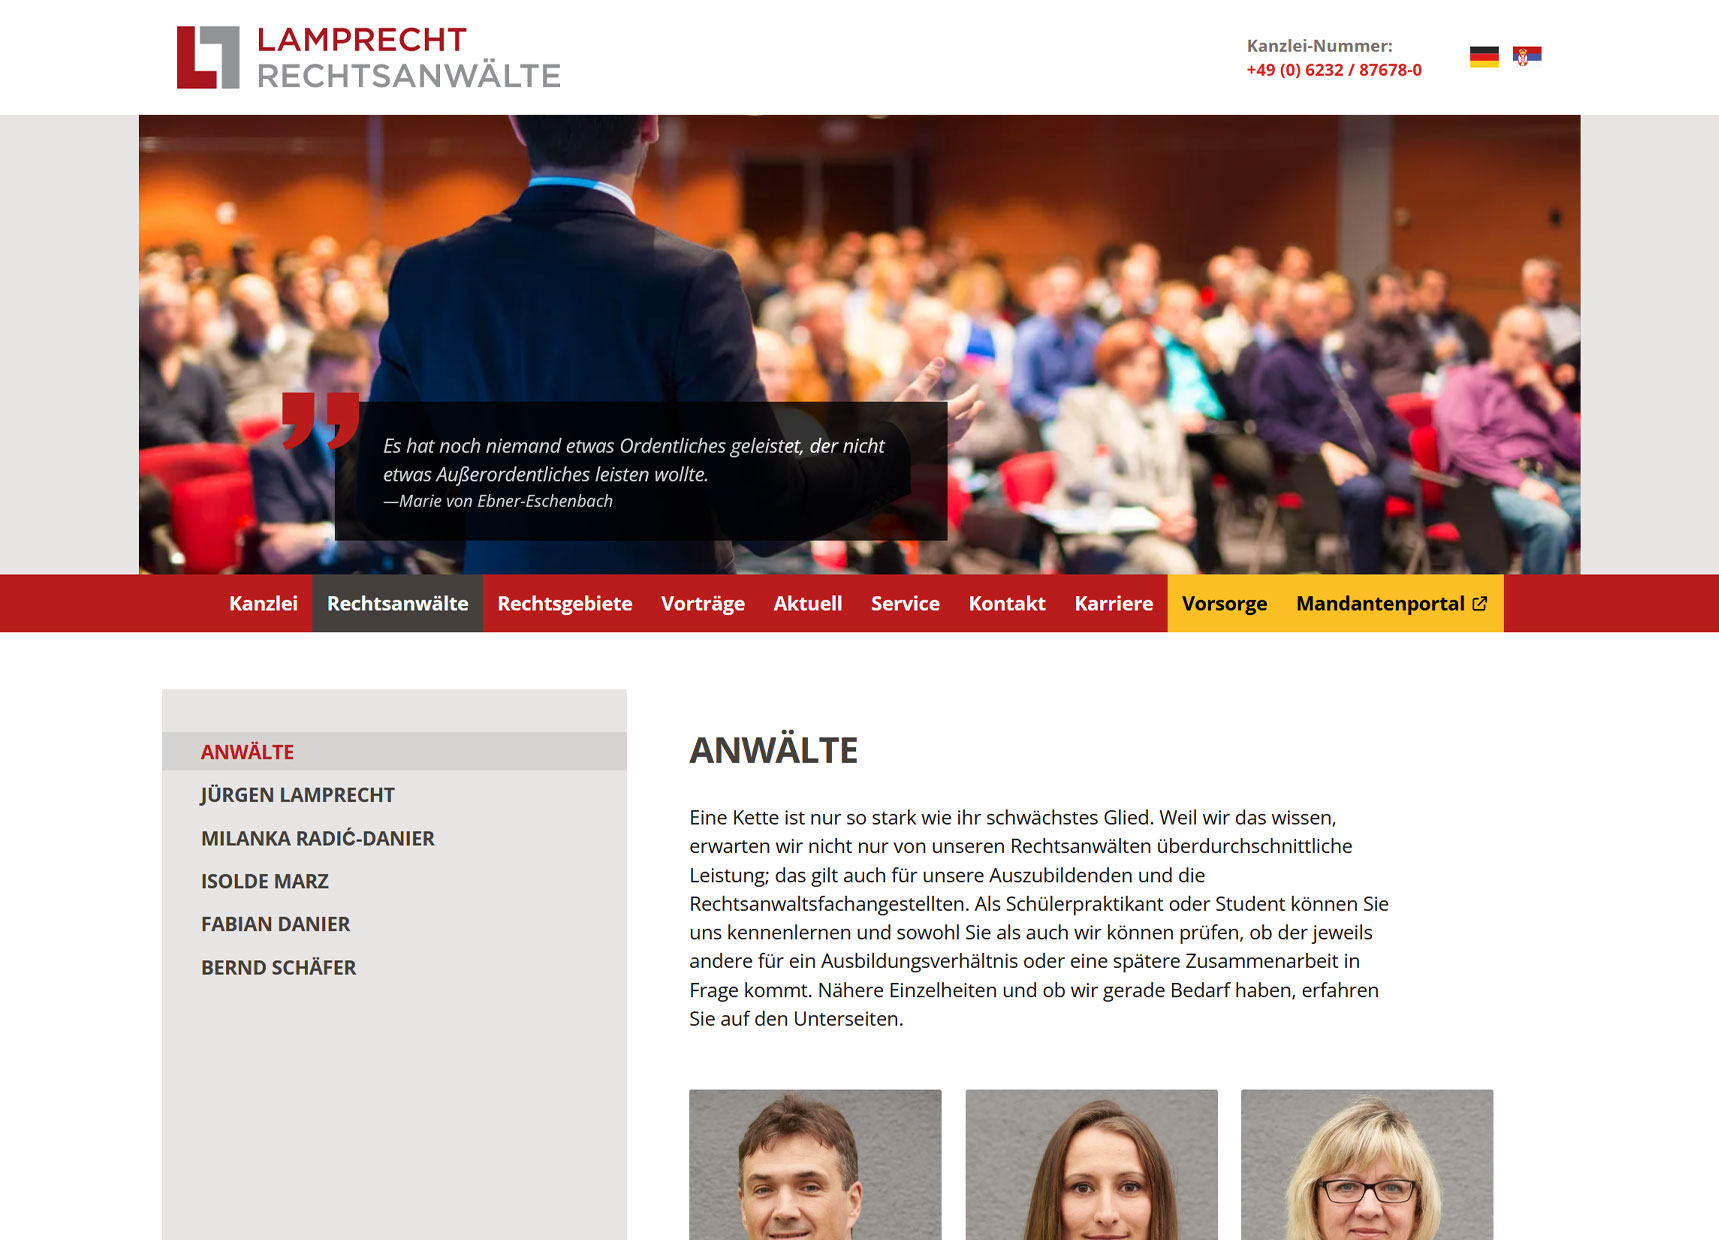 LAMPRECHT
RECHTSANWÄLTE
Kanzlei-Nummer:
+49 (0) 6232 / 87678-0
Es hat noch niemand etwas Ordentliches geleistet, der nicht
etwas Außerordentliches leisten wollte.
—Marie von Ebner-Eschenbach
Kanzlei Rechtsanwälte Rechtsgebiete Vorträge Aktuell Service Kontakt Karriere Vorsorge Mandantenportal
ANWÄLTE
JÜRGEN LAMPRECHT
MILANKA RADIĆ-DANIER
ISOLDE MARZ
FABIAN DANIER
BERND SCHÄFER
ANWÄLTE
Eine Kette ist nur so stark wie ihr schwächstes Glied. Weil wir das wissen,
erwarten wir nicht nur von unseren Rechtsanwälten überdurchschnittliche
Leistung; das gilt auch für unsere Auszubildenden und die
Rechtsanwaltsfachangestellten. Als Schülerpraktikant oder Student können Sie
uns kennenlernen und sowohl Sie als auch wir können prüfen, ob der jeweils
andere für ein Ausbildungsverhältnis oder eine spätere Zusammenarbeit in
Frage kommt. Nähere Einzelheiten und ob wir gerade Bedarf haben, erfahren
Sie auf den Unterseiten.